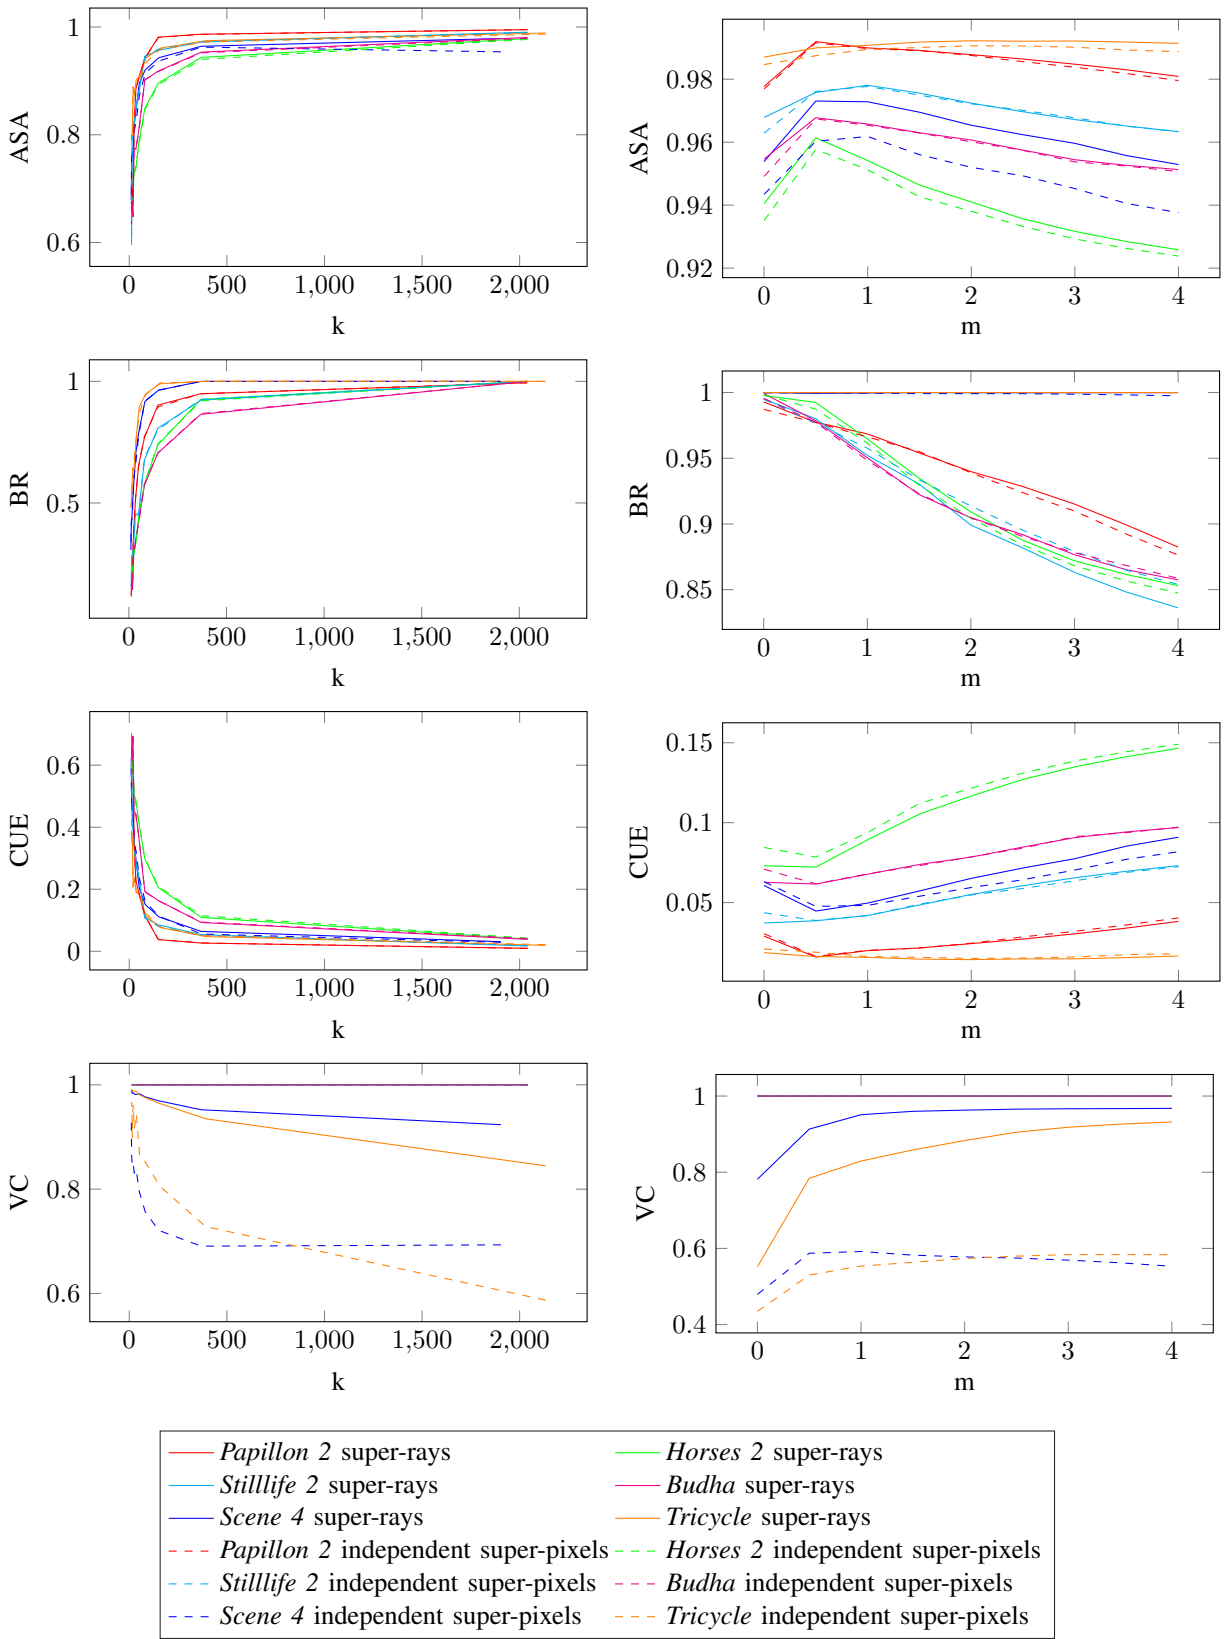 1
0.8
0.6
ASA
0 500 1,000 1,500 2,000
k
0.98
0.96
0.94
0.92
ASA
0 1 2 3 4
m
1
0.5
BR
0 500 1,000 1,500 2,000
k
1
0.95
0.9
0.85
BR
0 1 2 3 4
m
0.6
0.4
0.2
0
CUE
0 500 1,000 1,500 2,000
k
0.15
0.1
0.05
CUE
0 1 2 3 4
m
1
0.8
0.6
VC
0 500 1,000 1,500 2,000
k
1
0.8
0.6
0.4
VC
0 1 2 3 4
m
Papillon 2 super-rays Horses 2 super-rays
Stilllife 2 super-rays Budha super-rays
Scene 4 super-rays Tricycle super-rays
Papillon 2 independent super-pixels Horses 2 independent super-pixels
Stilllife 2 independent super-pixels Budha independent super-pixels
Scene 4 independent super-pixels Tricycle independent super-pixels